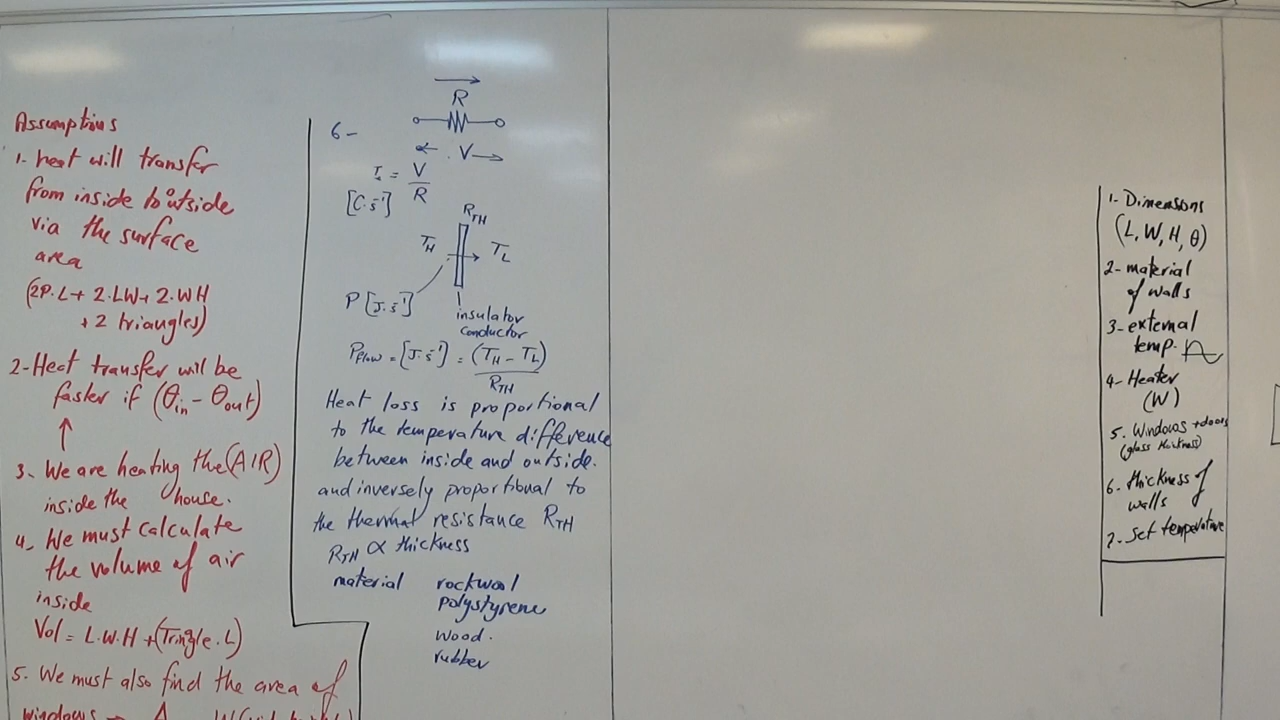 Assumptions
1- heat will transfer
from inside to outside
via the surface
area
(2P.L + 2.LW + 2.WH
+ 2 triangles)
2- Heat transfer will be
faster if (θin - θout)
↑
3. We are heating the (AIR)
inside the house.
4. We must calculate
the volume of air
inside
Vol = L.W.H + (Tringle.L)
5. We must also find the area of
windows →
6-
R
V
= V/R
[C.s⁻¹]
RTH
TH TL
P [J.s⁻¹]
insulator
conductor
Pflow = [J.s⁻¹] = (TH - TL)/RTH
Heat loss is proportional
to the temperature difference
between inside and outside.
and inversely proportional to
the thermal resistance RTH
RTH ∝ thickness
material rockwool
polystyrene
wood.
rubber
1- Dimensions
(L, W, H, θ)
2- material
of walls
3- external
temp.
4- Heater
(W)
5. Windows + doors
(glass thickness)
6- thickness of
walls
7- Set temperature